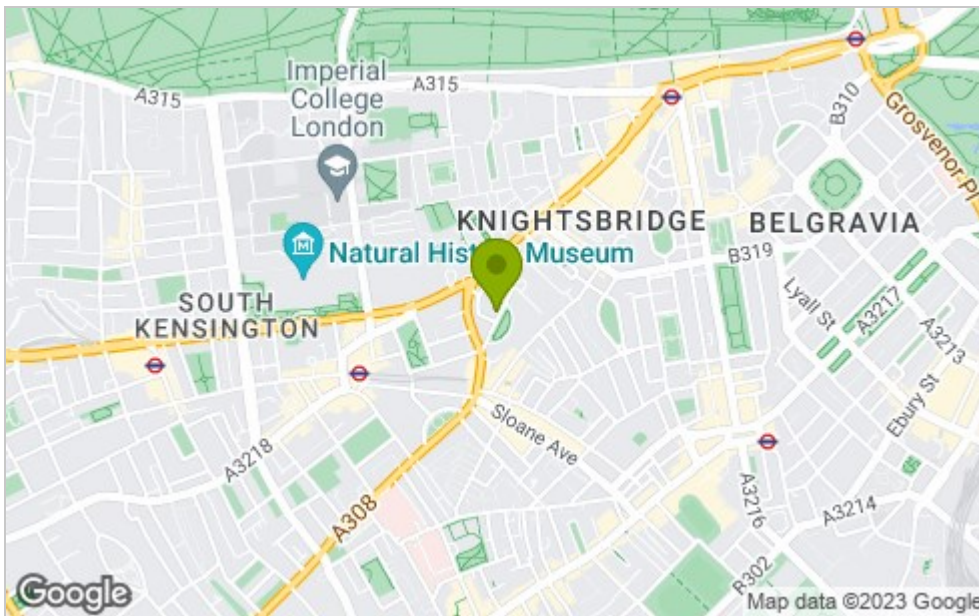 A315
Imperial
College
London
A315
B310
Grosvenor Pl
KNIGHTSBRIDGE
BELGRAVIA
Natural Hist Museum
B319
SOUTH
KENSINGTON
Lyall St
A3217
A3213
Ebury St
Sloane Ave
A3218
A308
A3216
A3214
B302
Google
Map data ©2023 Google